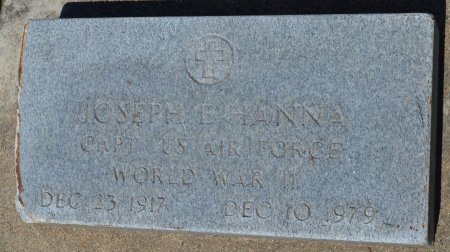 JOSEPH E HANNA
CAPT US AIR FORCE
WORLD WAR II
DEC 23 1917 DEC 10 1979